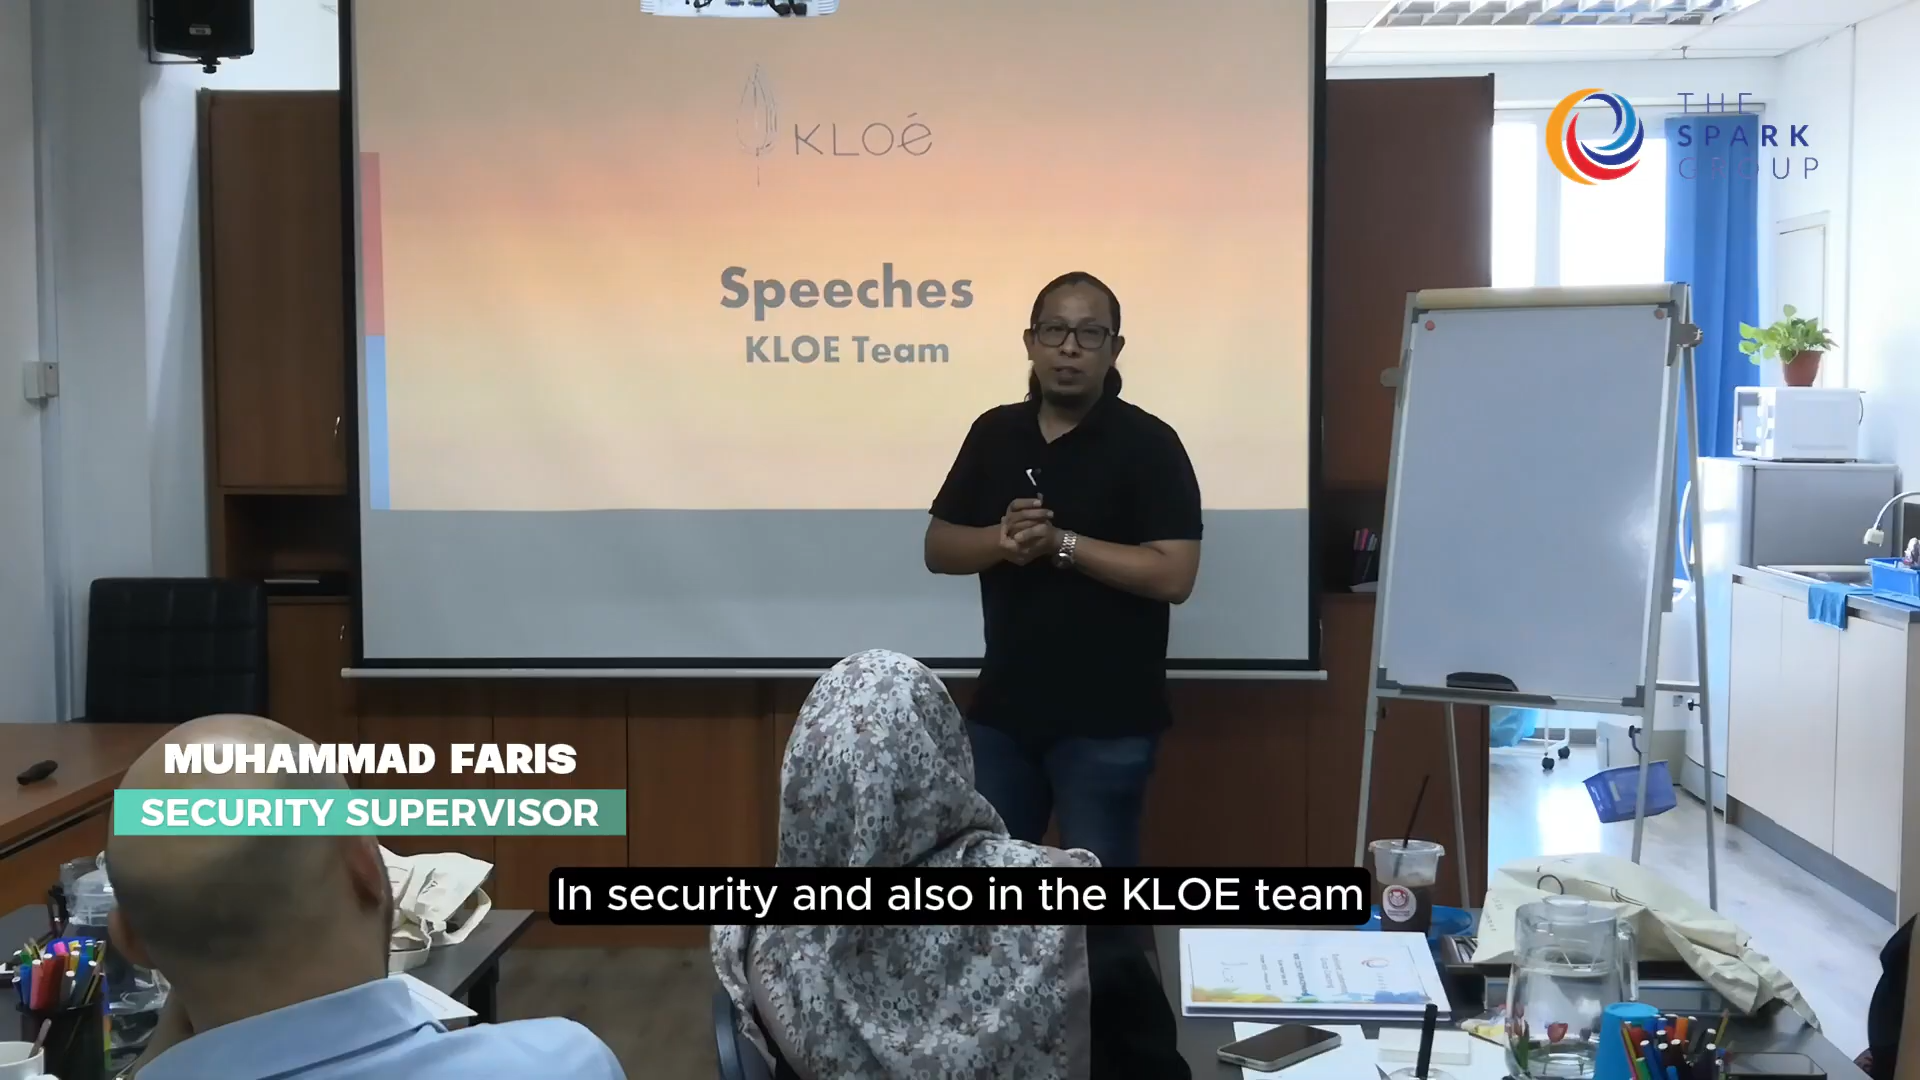 KLOÉ
THE
SPARK
GROUP
Speeches
KLOE Team
MUHAMMAD FARIS
SECURITY SUPERVISOR
In security and also in the KLOE team